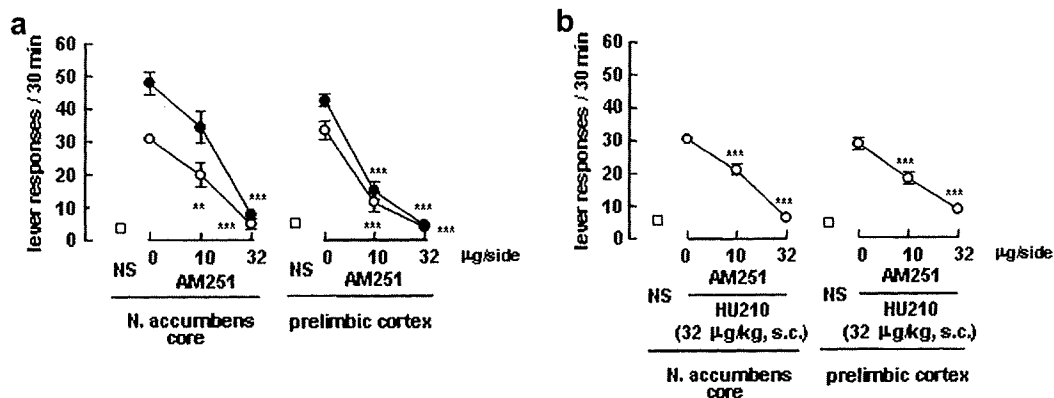 a
lever responses / 30 min
60
50
40
30
20
10
0
***
**
***
***
***
***
***
NS
0
10
32
AM251
N. accumbens
core
NS
0
10
32
µg/side
AM251
prelimbic cortex
b
lever responses / 30 min
60
50
40
30
20
10
0
***
***
***
***
NS
0
10
32
AM251
HU210
(32 µg/kg, s.c.)
N. accumbens
core
NS
0
10
32
µg/side
AM251
HU210
(32 µg/kg, s.c.)
prelimbic cortex